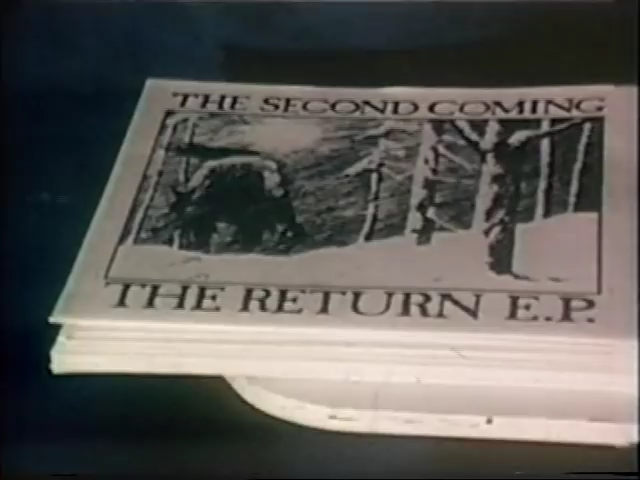 THE SECOND COMING
THE RETURN E.P.